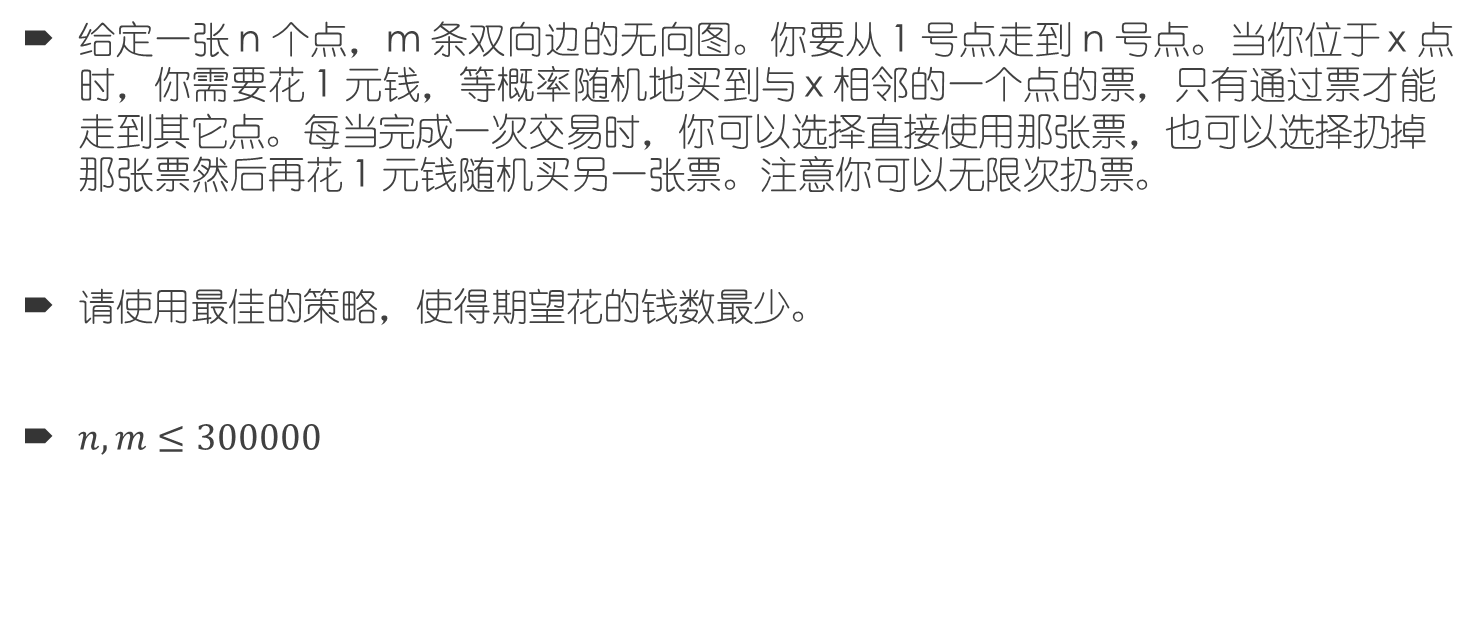 给定一张 n 个点，m 条双向边的无向图。你要从 1 号点走到 n 号点。当你位于 x 点
时，你需要花 1 元钱，等概率随机地买到与 x 相邻的一个点的票，只有通过票才能
走到其它点。每当完成一次交易时，你可以选择直接使用那张票，也可以选择扔掉
那张票然后再花 1 元钱随机买另一张票。注意你可以无限次扔票。
请使用最佳的策略，使得期望花的钱数最少。
n, m ≤ 300000